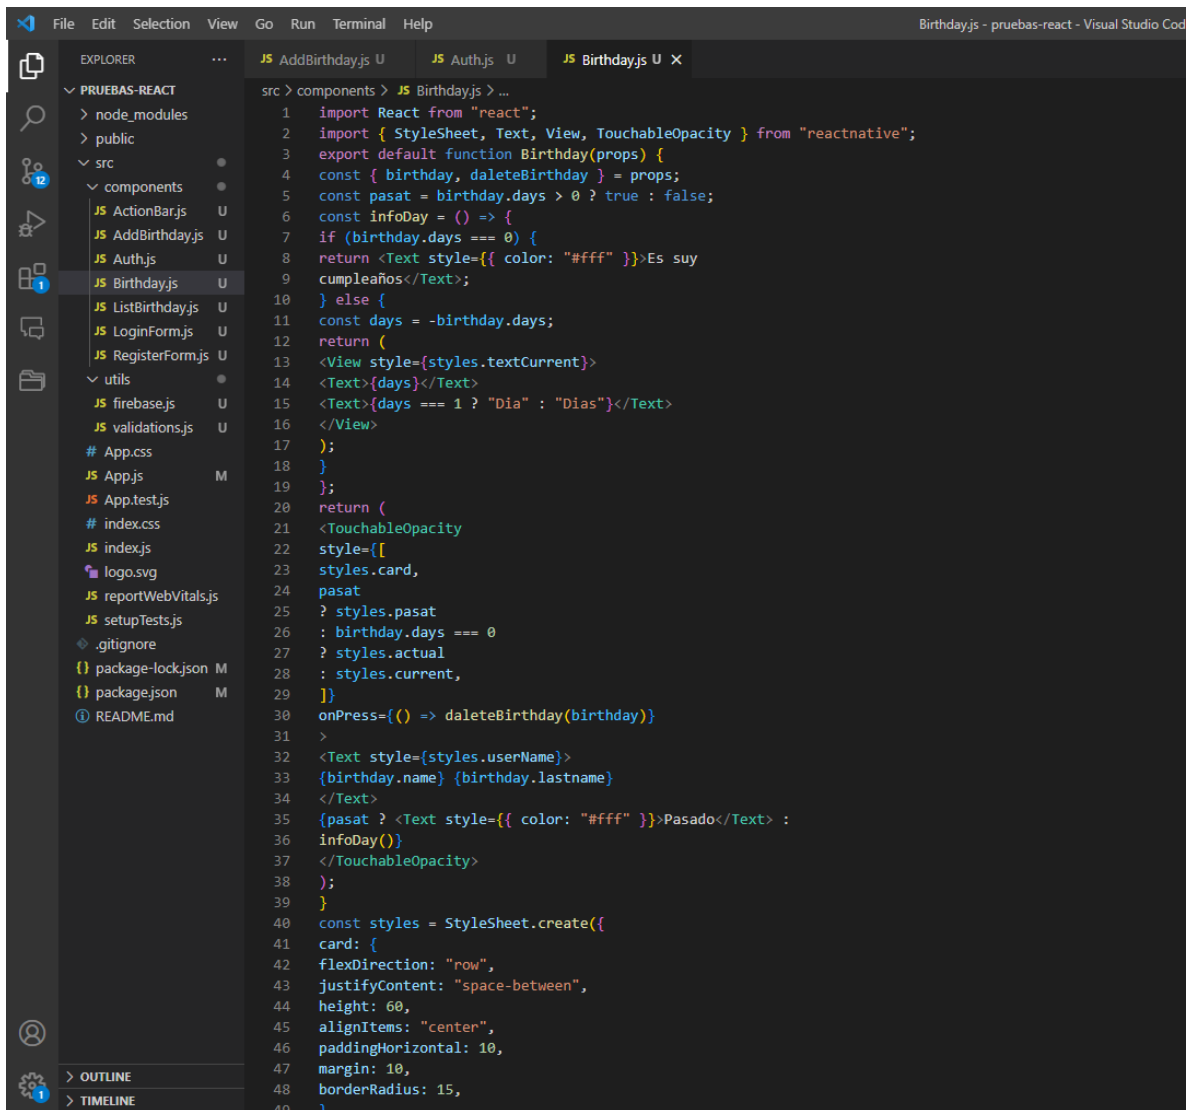 File Edit Selection View Go Run Terminal Help
Birthday.js - pruebas-react - Visual Studio Cod
EXPLORER ...
PRUEBAS-REACT
> node_modules
> public
src
components
JS ActionBar.js U
JS AddBirthday.js U
JS Auth.js U
JS Birthday.js U
JS ListBirthday.js U
JS LoginForm.js U
JS RegisterForm.js U
utils
JS firebase.js U
JS validations.js U
# App.css
JS App.js M
JS App.test.js
# index.css
JS index.js
logo.svg
JS reportWebVitals.js
JS setupTests.js
.gitignore
{} package-lock.json M
{} package.json M
README.md
> OUTLINE
> TIMELINE
12
1
1
JS AddBirthday.js U
JS Auth.js U
JS Birthday.js U ×
src > components > JS Birthday.js > ...
1 import React from "react";
2 import { StyleSheet, Text, View, TouchableOpacity } from "reactnative";
3 export default function Birthday(props) {
4 const { birthday, daleteBirthday } = props;
5 const pasat = birthday.days > 0 ? true : false;
6 const infoDay = () => {
7 if (birthday.days === 0) {
8 return <Text style={{ color: "#fff" }}>Es suy
9 cumpleaños</Text>;
10 } else {
11 const days = -birthday.days;
12 return (
13 <View style={styles.textCurrent}>
14 <Text>{days}</Text>
15 <Text>{days === 1 ? "Dia" : "Dias"}</Text>
16 </View>
17 );
18 }
19 };
20 return (
21 <TouchableOpacity
22 style={[
23 styles.card,
24 pasat
25 ? styles.pasat
26 : birthday.days === 0
27 ? styles.actual
28 : styles.current,
29 ]}
30 onPress={() => daleteBirthday(birthday)}
31 >
32 <Text style={styles.userName}>
33 {birthday.name} {birthday.lastname}
34 </Text>
35 {pasat ? <Text style={{ color: "#fff" }}>Pasado</Text> :
36 infoDay()}
37 </TouchableOpacity>
38 );
39 }
40 const styles = StyleSheet.create({
41 card: {
42 flexDirection: "row",
43 justifyContent: "space-between",
44 height: 60,
45 alignItems: "center",
46 paddingHorizontal: 10,
47 margin: 10,
48 borderRadius: 15,